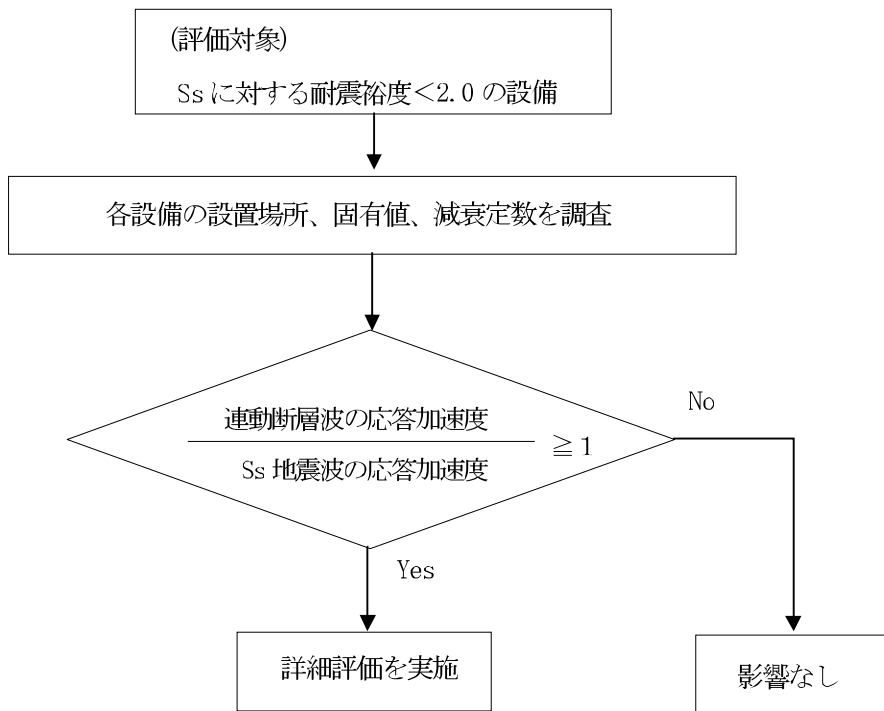 (評価対象)
Ssに対する耐震裕度<2.0の設備
各設備の設置場所、固有値、減衰定数を調査
連動断層波の応答加速度
Ss地震波の応答加速度
≧1
No
Yes
詳細評価を実施
影響なし